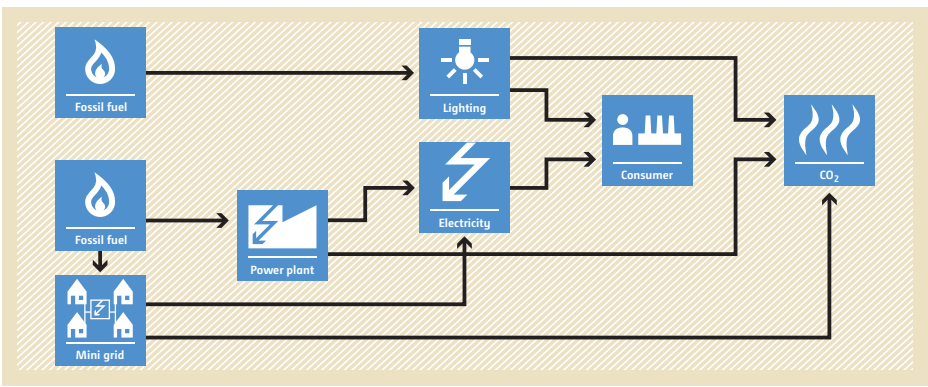 Fossil fuel
Lighting
Consumer
CO₂
Fossil fuel
Electricity
Power plant
Mini grid